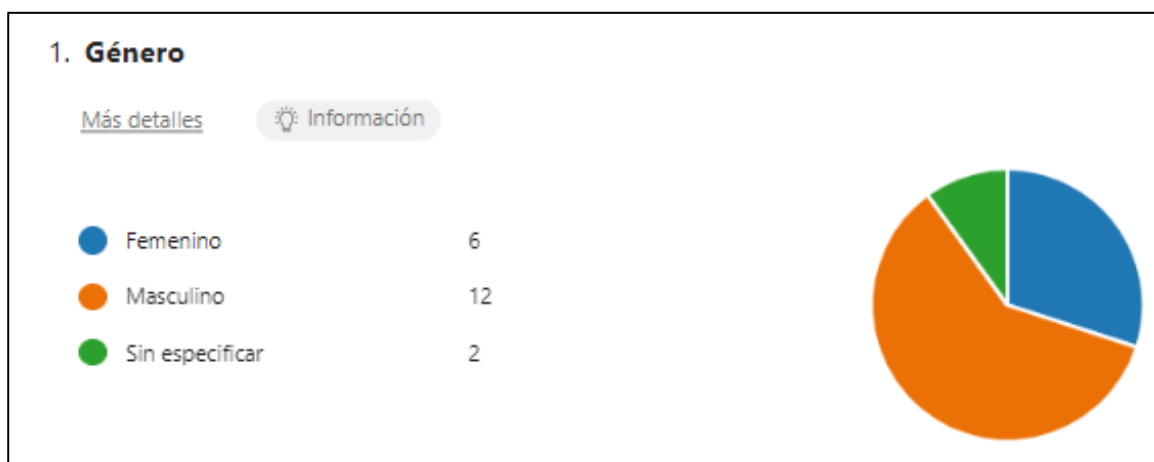 1. Género
Más detalles Información
Femenino 6
Masculino 12
Sin especificar 2